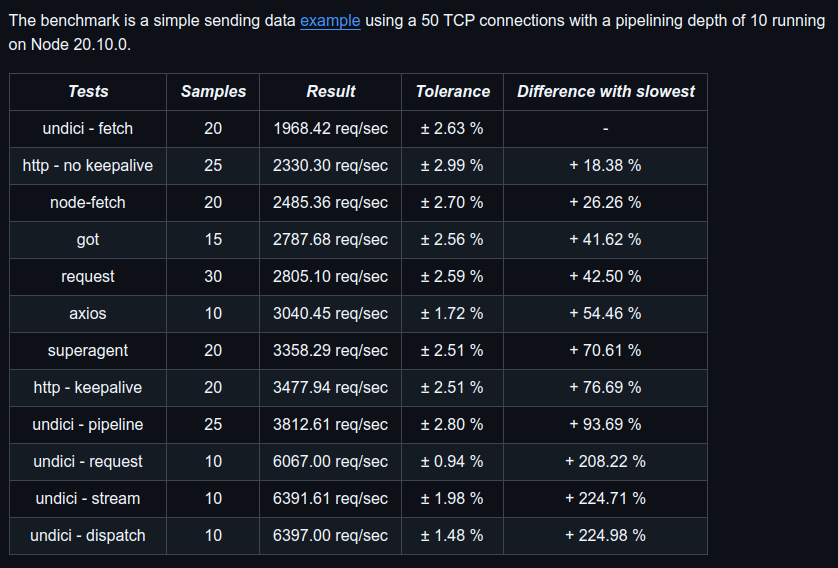 The benchmark is a simple sending data example using a 50 TCP connections with a pipelining depth of 10 running
on Node 20.10.0.
Tests Samples Result Tolerance Difference with slowest
undici - fetch 20 1968.42 req/sec ± 2.63 % -
http - no keepalive 25 2330.30 req/sec ± 2.99 % + 18.38 %
node-fetch 20 2485.36 req/sec ± 2.70 % + 26.26 %
got 15 2787.68 req/sec ± 2.56 % + 41.62 %
request 30 2805.10 req/sec ± 2.59 % + 42.50 %
axios 10 3040.45 req/sec ± 1.72 % + 54.46 %
superagent 20 3358.29 req/sec ± 2.51 % + 70.61 %
http - keepalive 20 3477.94 req/sec ± 2.51 % + 76.69 %
undici - pipeline 25 3812.61 req/sec ± 2.80 % + 93.69 %
undici - request 10 6067.00 req/sec ± 0.94 % + 208.22 %
undici - stream 10 6391.61 req/sec ± 1.98 % + 224.71 %
undici - dispatch 10 6397.00 req/sec ± 1.48 % + 224.98 %